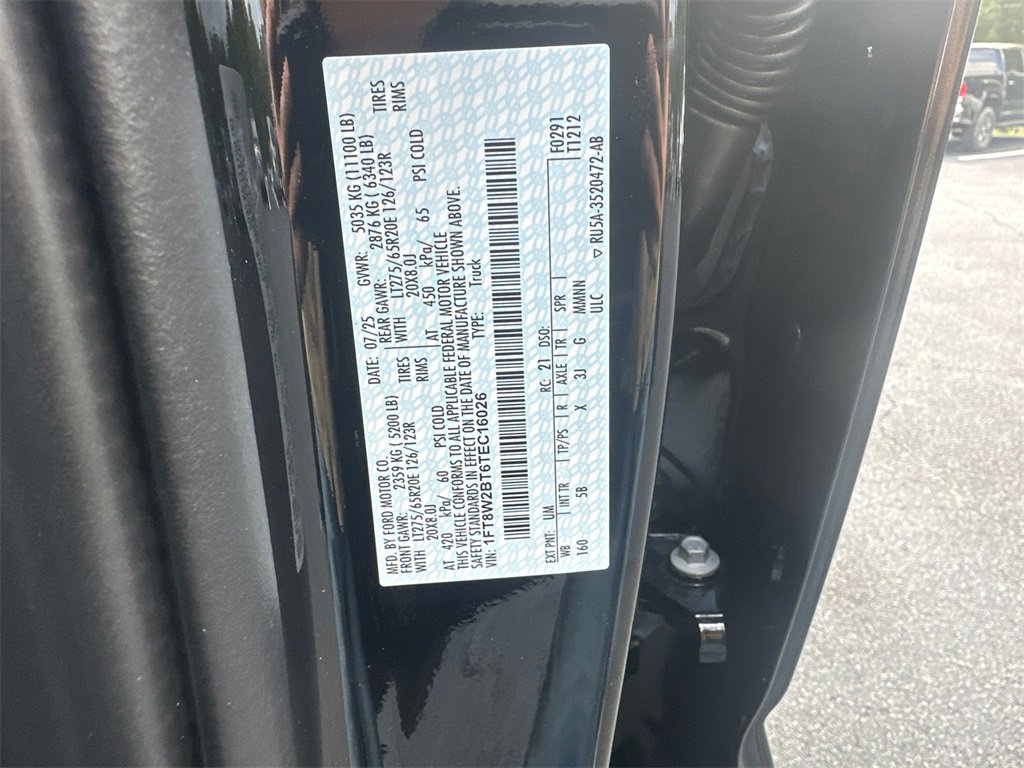 MFD. BY FORD MOTOR CO.
DATE: 07/25 GVWR: 5035 KG (11100 LB)
FRONT GAWR: 2359 KG (5200 LB)
REAR GAWR: 2876 KG (6340 LB)
WITH LT275/65R20E 126/123R TIRES
WITH LT275/65R20E 126/123R TIRES
20X8.0J RIMS
20X8.0J RIMS
AT 420 kPa/ 60 PSI COLD
AT 450 kPa/ 65 PSI COLD
THIS VEHICLE CONFORMS TO ALL APPLICABLE FEDERAL MOTOR VEHICLE
SAFETY STANDARDS IN EFFECT ON THE DATE OF MANUFACTURE SHOWN ABOVE.
VIN: 1FT8W2BT6TEC16026 TYPE: Truck
F0291
T1212
EXT PNT: UM RC 21 DSO:
WB INT TR TP/PS R AXLE TR SPR
160 5B X 3J G MMNNN
ULC ▽ RU5A-3520472-AB